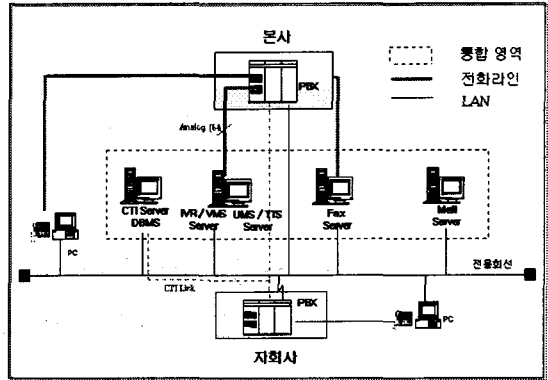 본사
PBX
통합 영역
전화라인
LAN
CTI Server
DBMS
IVR / VMS
Server
UMS / TTS
Server
Fax
Server
Mail
Server
PC
전용회선
CTI Link
PBX
PC
자회사